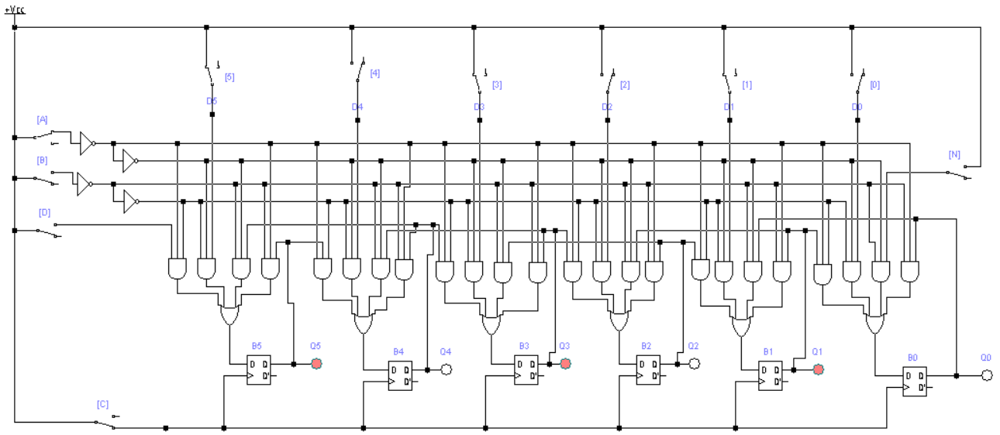 +Vcc
[5]
[4]
[3]
[2]
[1]
[0]
D5
D4
D3
D2
D1
D0
[A]
[B]
[N]
[D]
B5
Q5
B4
Q4
B3
Q3
B2
Q2
B1
Q1
B0
Q0
D Q
Q'
D Q
Q'
D Q
Q'
D Q
Q'
D Q
Q'
D Q
Q'
[C]